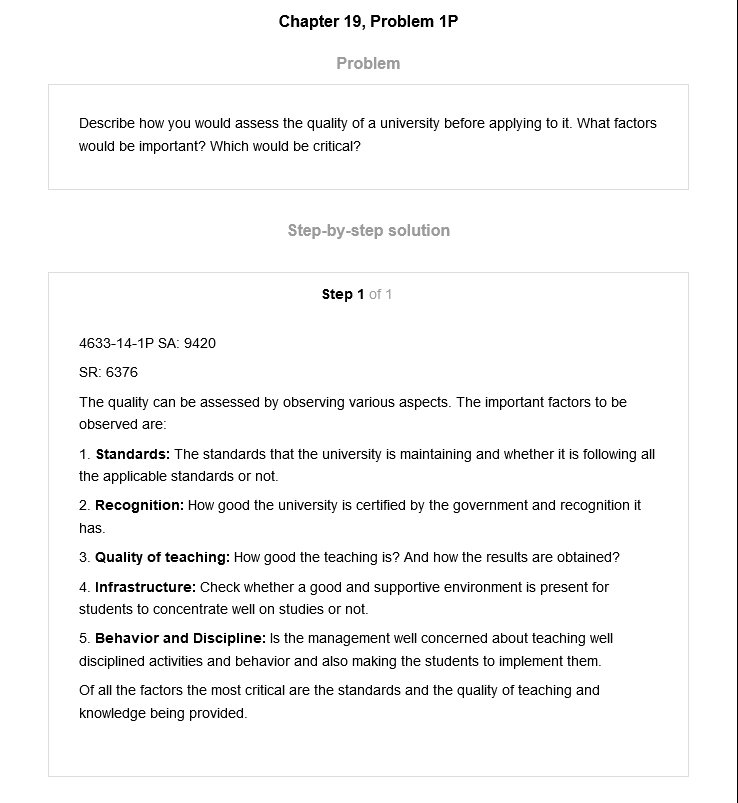 Chapter 19, Problem 1P
Problem
Describe how you would assess the quality of a university before applying to it. What factors
would be important? Which would be critical?
Step-by-step solution
Step 1 of 1
4633-14-1P SA: 9420
SR: 6376
The quality can be assessed by observing various aspects. The important factors to be
observed are:
1. Standards: The standards that the university is maintaining and whether it is following all
the applicable standards or not.
2. Recognition: How good the university is certified by the government and recognition it
has.
3. Quality of teaching: How good the teaching is? And how the results are obtained?
4. Infrastructure: Check whether a good and supportive environment is present for
students to concentrate well on studies or not.
5. Behavior and Discipline: Is the management well concerned about teaching well
disciplined activities and behavior and also making the students to implement them.
Of all the factors the most critical are the standards and the quality of teaching and
knowledge being provided.